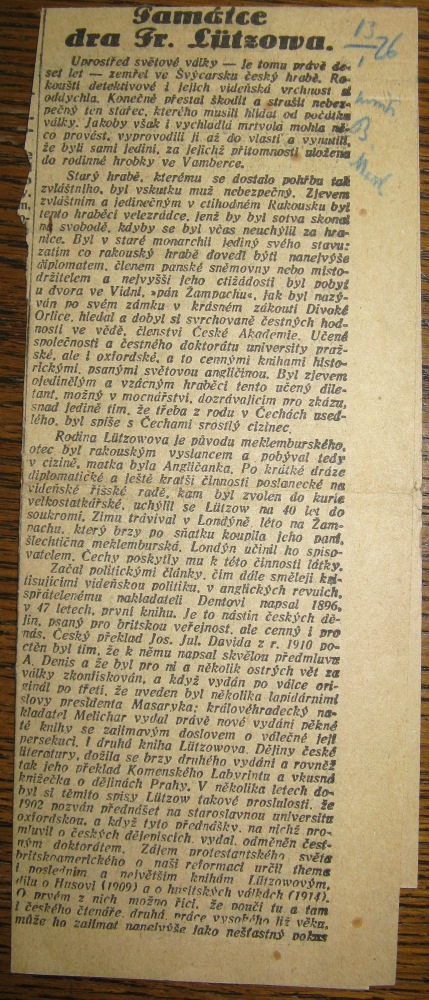 Památce
dra Fr. Lützowa.
13/1 26
Uprostřed světové války — je tomu právě de-
set let — zemřel ve Švýcarsku český hrabě. Ra-
kouští detektivové i jejich vídeňská vrchnost si
oddychla. Konečně přestal škodit a strašit nebez-
pečný ten stařec, kterého musili hlídat od počátku
války. Jakoby však i vychladlá mrtvola mohla ně-
co provést, vyprovodili ji až do vlasti a vynutili,
že byli sami jediní, za jejichž přítomnosti uložena
do rodinné hrobky ve Vamberce.
Starý hrabě, kterému se dostalo pohřbu tak
zvláštního, byl vskutku muž nebezpečný. Zjevem
zvláštním a jedinečným v ctihodném Rakousku byl
tento hraběcí velezrádce, jenž by byl sotva skonal
na svobodě, kdyby se byl včas neuchýlil za hra-
nice. Byl v staré monarchii jediný svého stavu:
zatím co rakouský hrabě dovedl býti nanejvýše
diplomatem, členem panské sněmovny nebo místo-
držitelem a nejvyšší jeho ctižádostí byl pobyt
u dvora ve Vídni, »pán Žampachu«, jak byl nazý-
ván po svém zámku v krásném zákoutí Divoké
Orlice, hledal a dobyl si svrchovaně čestných hod-
ností ve vědě, členství České Akademie, Učené
společnosti a čestného doktorátu university praž-
ské, ale i oxfordské, a to cennými knihami histo-
rickými, psanými světovou angličinou. Byl zjevem
ojedinělým a vzácným hraběcí tento učený dile-
tant, možný v mocnářství, dozrávajícím pro zkázu,
snad jedině tím, že třeba z rodu v Čechách used-
lého, byl spíše s Čechami srostlý cizinec.
Rodina Lützowova je původu meklemburského,
otec byl rakouským vyslancem a pobýval tedy
v cizině, matka byla Angličanka. Po krátké dráze
diplomatické a ještě kratší činnosti poslanecké na
vídeňské říšské radě, kam byl zvolen do kurie
velkostatkářské, uchýlil se Lützow na 40 let do
soukromí. Zimu trávíval v Londýně, léto na Žam-
pachu, který brzy po sňatku koupila jeho paní,
šlechtična meklemburská. Londýn učinil ho spiso-
vatelem, Čechy poskytly mu k této činnosti látky.
Začal politickými články, čím dále směleji kri-
tisujícími vídeňskou politiku, v anglických revuích,
spřátelenému nakladateli Dentovi napsal 1896,
v 47 letech, první knihu. Je to nástin českých dě-
jin, psaný pro britskou veřejnost, ale cenný i pro
nás. Český překlad Jos. Jul. Davida z r. 1910 po-
ctěn byl tím, že k němu napsal skvělou předmluvu
A. Denis a že byl pro ni a několik ostrých vět za
války zkonfiskován, a když vydán po válce ori-
ginál po třetí, že uveden byl několika lapidárními
slovy presidenta Masaryka; královéhradecký na-
kladatel Melichar vydal právě nové vydání pěkné
té knihy se zajímavým doslovem o válečné její
persekuci. I druhá kniha Lützowova, Dějiny české
literatury, dožila se brzy druhého vydání a rovněž
tak jeho překlad Komenského Labyrintu a vkusná
knížečka o dějinách Prahy. V několika letech do-
byl si těmito spisy Lützow takové proslulosti, že
1902 pozván přednášet na staroslavnou universitu
oxfordskou, a když tyto přednášky, na nichž pro-
mluvil o českých dějepiscích, vydal, odměněn čest-
ným doktorátem. Zájem protestantského světa
britskoamerického o naši reformaci určil thema
i posledním a největším knihám Lützowovým,
dílu o Husovi (1909) a o husitských válkách (1914).
O prvém z nich možno říci, že poučí tu a tam
i českého čtenáře, druhá, práce vysokého již věku,
může ho zajímat nanejvýše jako nešťastný pokus